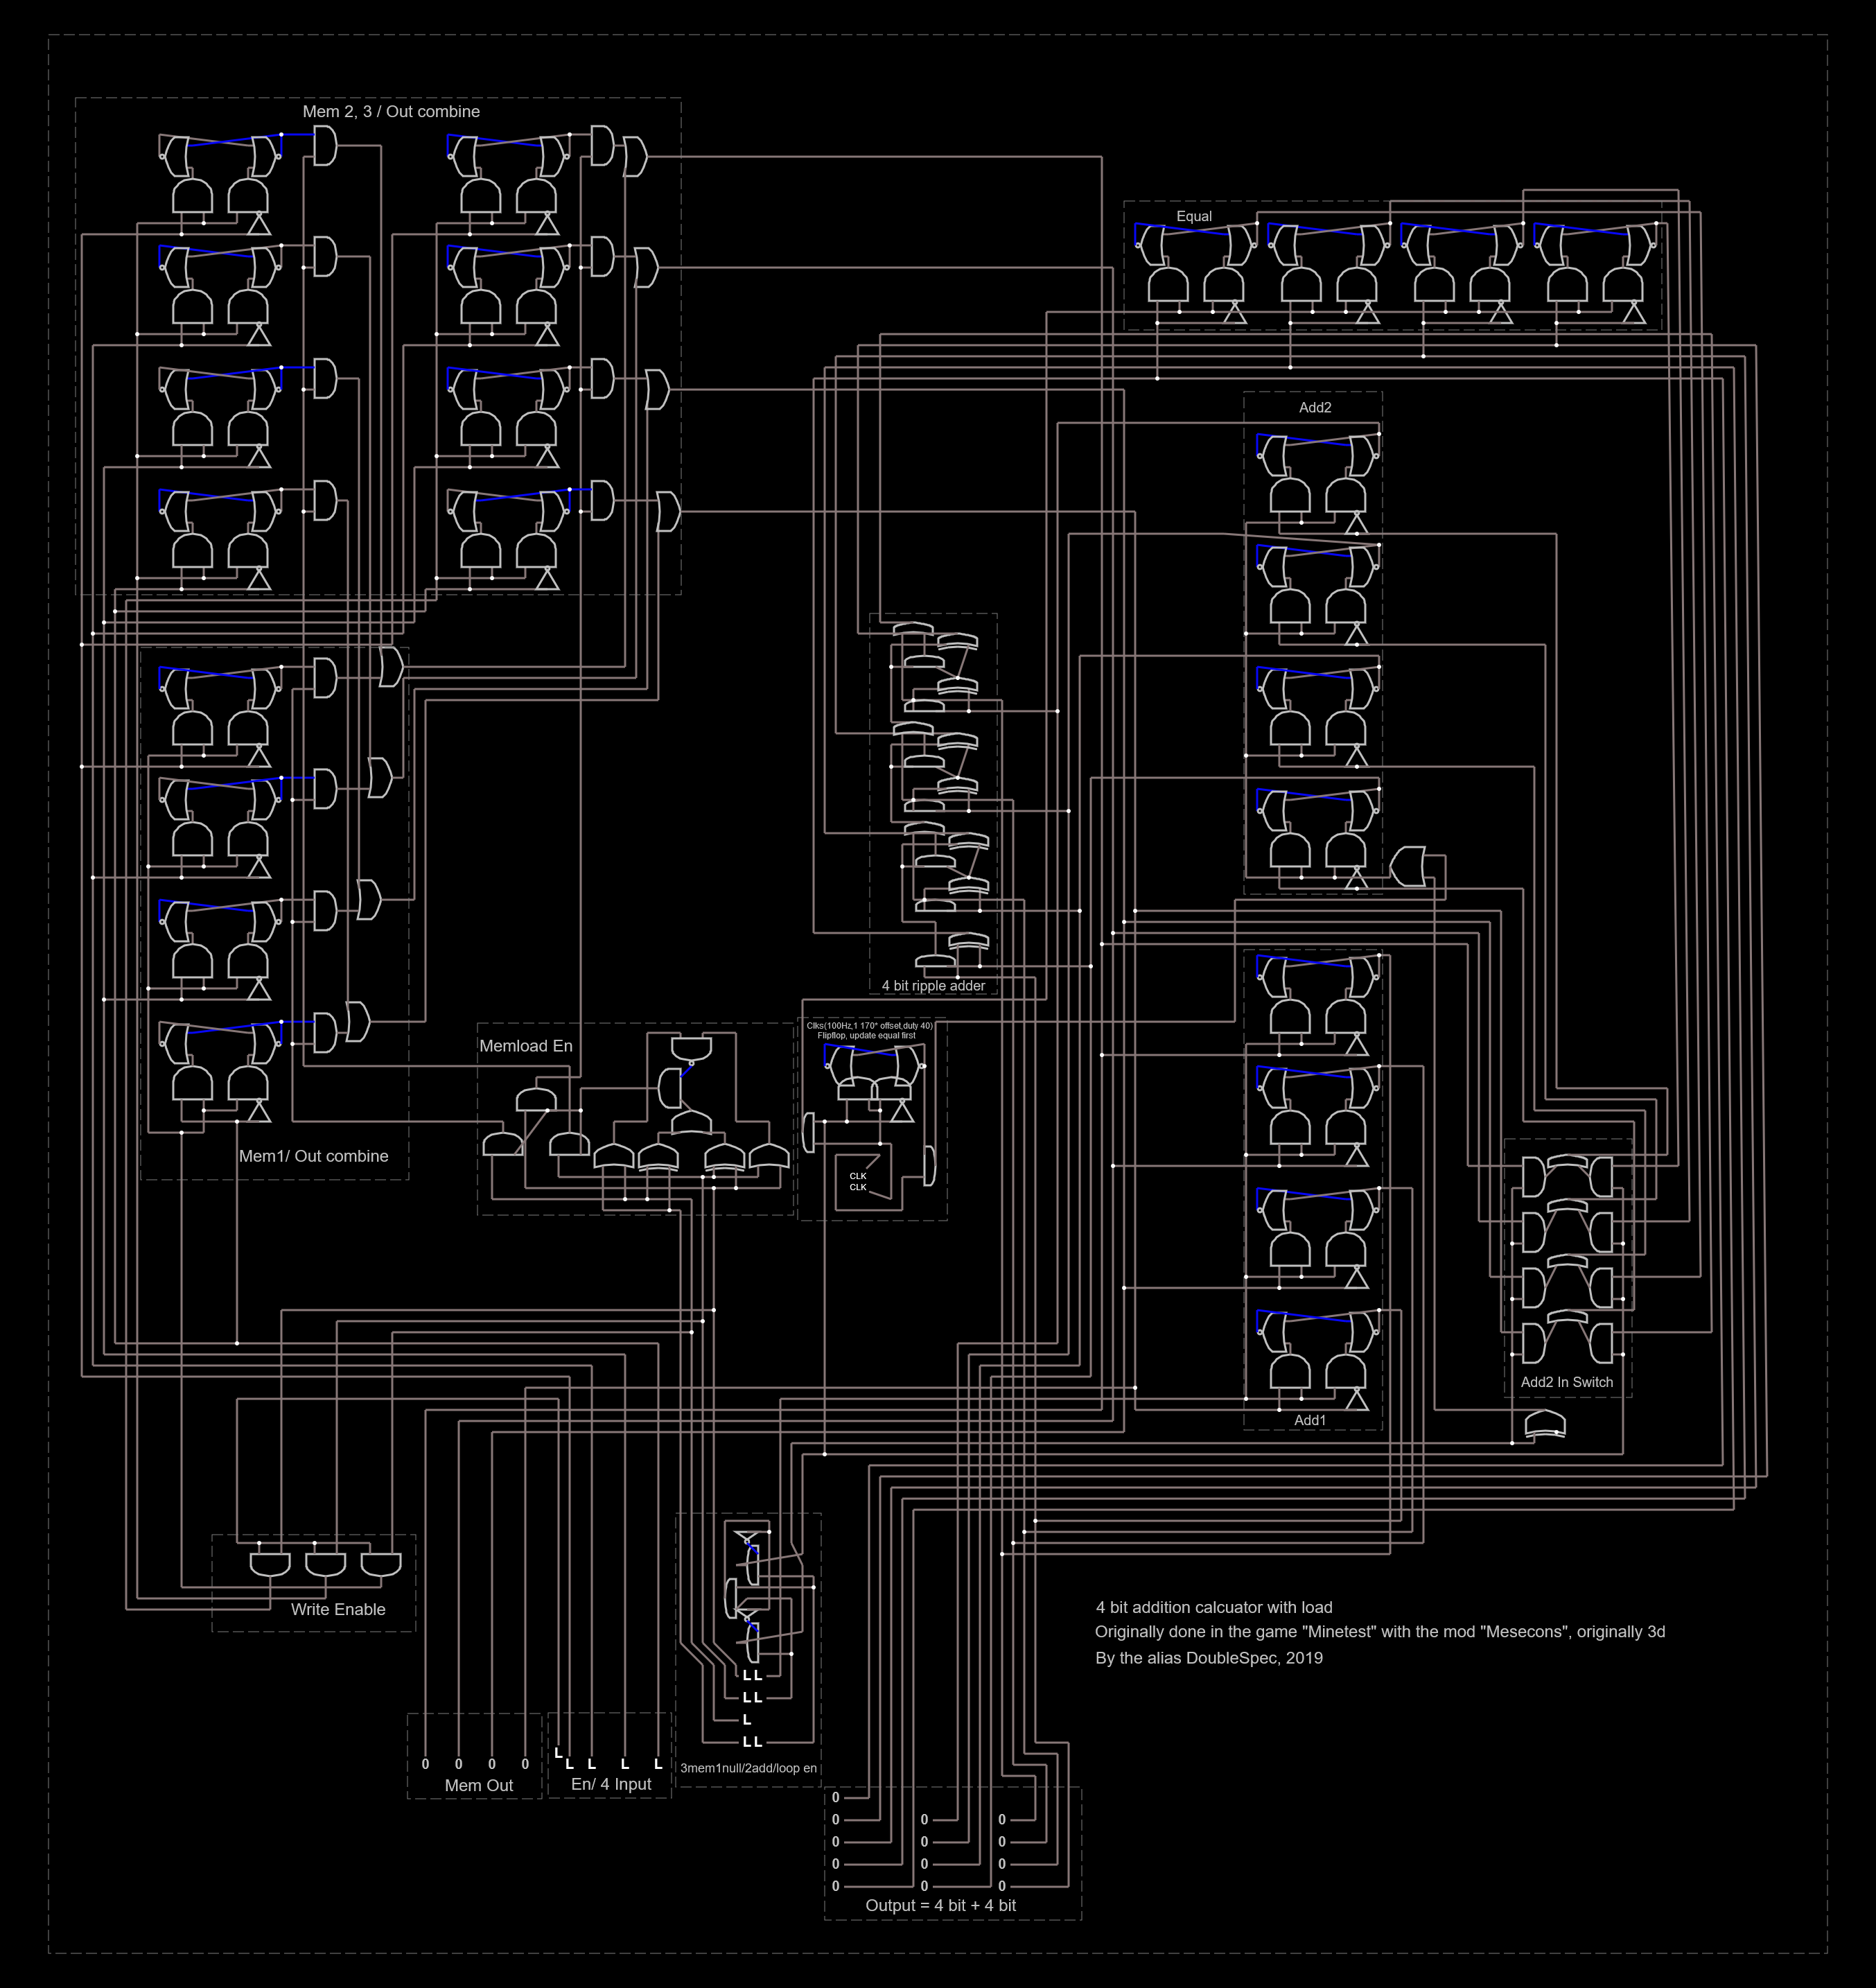 Mem 2, 3 / Out combine
Equal
Add2
4 bit ripple adder
Clks(100Hz,1 170° offset,duty 40)
Flipflop, update equal first
Memload En
CLK
CLK
Mem1/ Out combine
Add2 In Switch
Add1
Write Enable
4 bit addition calcuator with load
Originally done in the game "Minetest" with the mod "Mesecons", originally 3d
By the alias DoubleSpec, 2019
L L
L L
L
L L
3mem1null/2add/loop en
L
L L L L
En/ 4 Input
0 0 0 0
Mem Out
0
0 0 0
0 0 0
0 0 0
0 0 0
Output = 4 bit + 4 bit